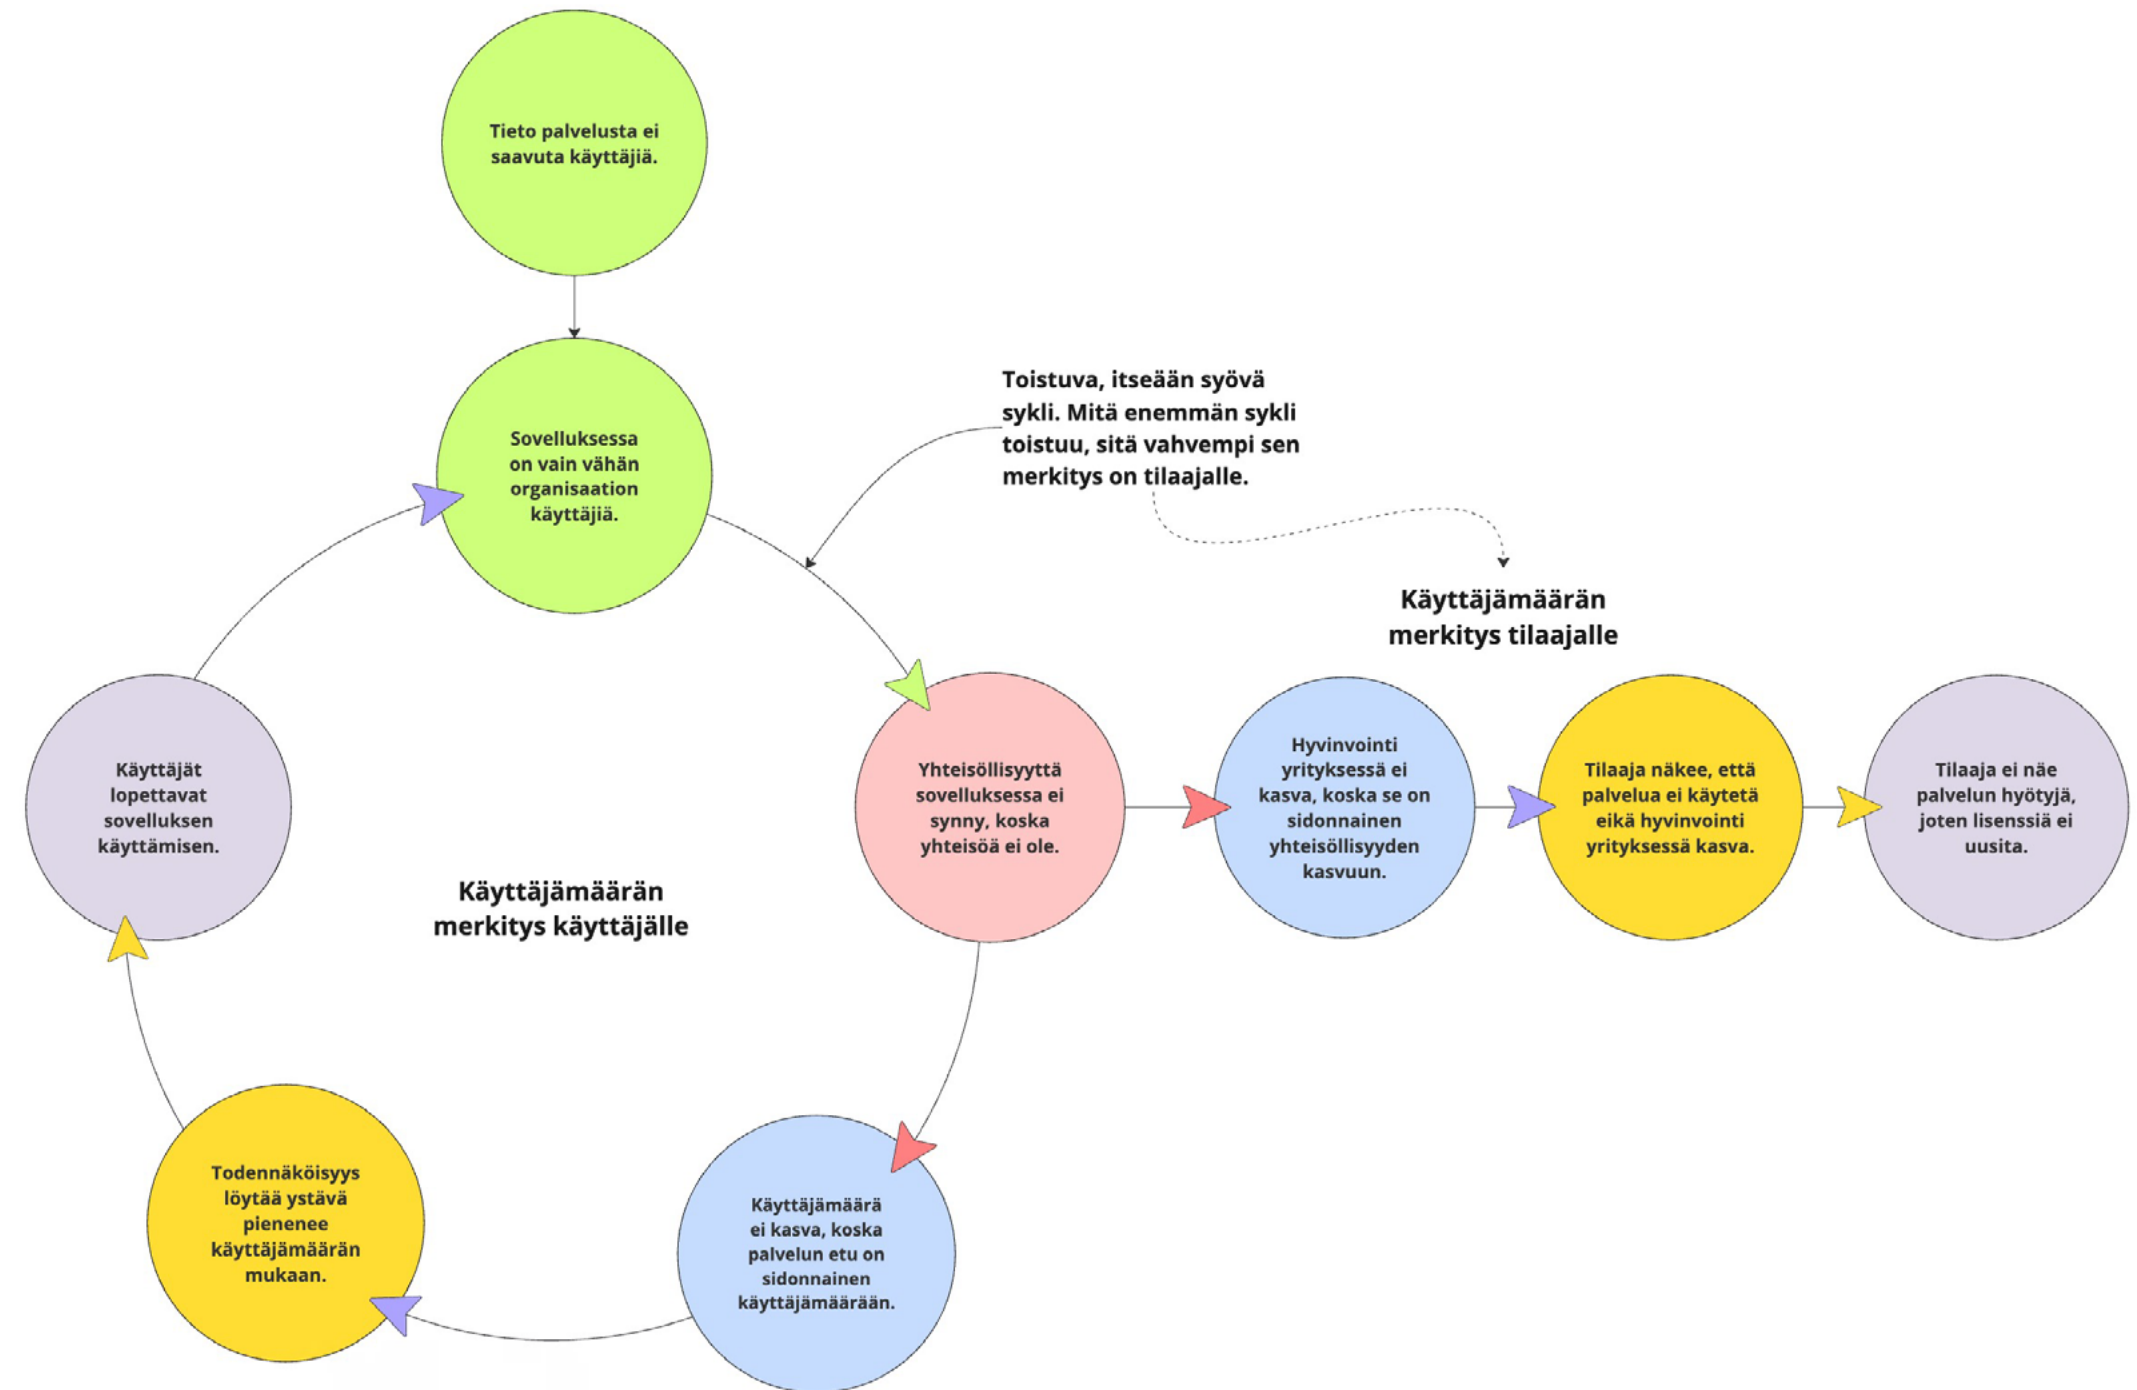 Tieto palvelusta ei
saavuta käyttäjiä.
Sovelluksessa
on vain vähän
organisaation
käyttäjiä.
Toistuva, itseään syövä
sykli. Mitä enemmän sykli
toistuu, sitä vahvempi sen
merkitys on tilaajalle.
Käyttäjämäärän
merkitys tilaajalle
Käyttäjät
lopettavat
sovelluksen
käyttämisen.
Käyttäjämäärän
merkitys käyttäjälle
Yhteisöllisyyttä
sovelluksessa ei
synny, koska
yhteisöä ei ole.
Hyvinvointi
yrityksessä ei
kasva, koska se on
sidonnainen
yhteisöllisyyden
kasvuun.
Tilaaja näkee, että
palvelua ei käytetä
eikä hyvinvointi
yrityksessä kasva.
Tilaaja ei näe
palvelun hyötyjä,
joten lisenssiä ei
uusita.
Todennäköisyys
löytää ystävä
pienenee
käyttäjämäärän
mukaan.
Käyttäjämäärä
ei kasva, koska
palvelun etu on
sidonnainen
käyttäjämäärään.